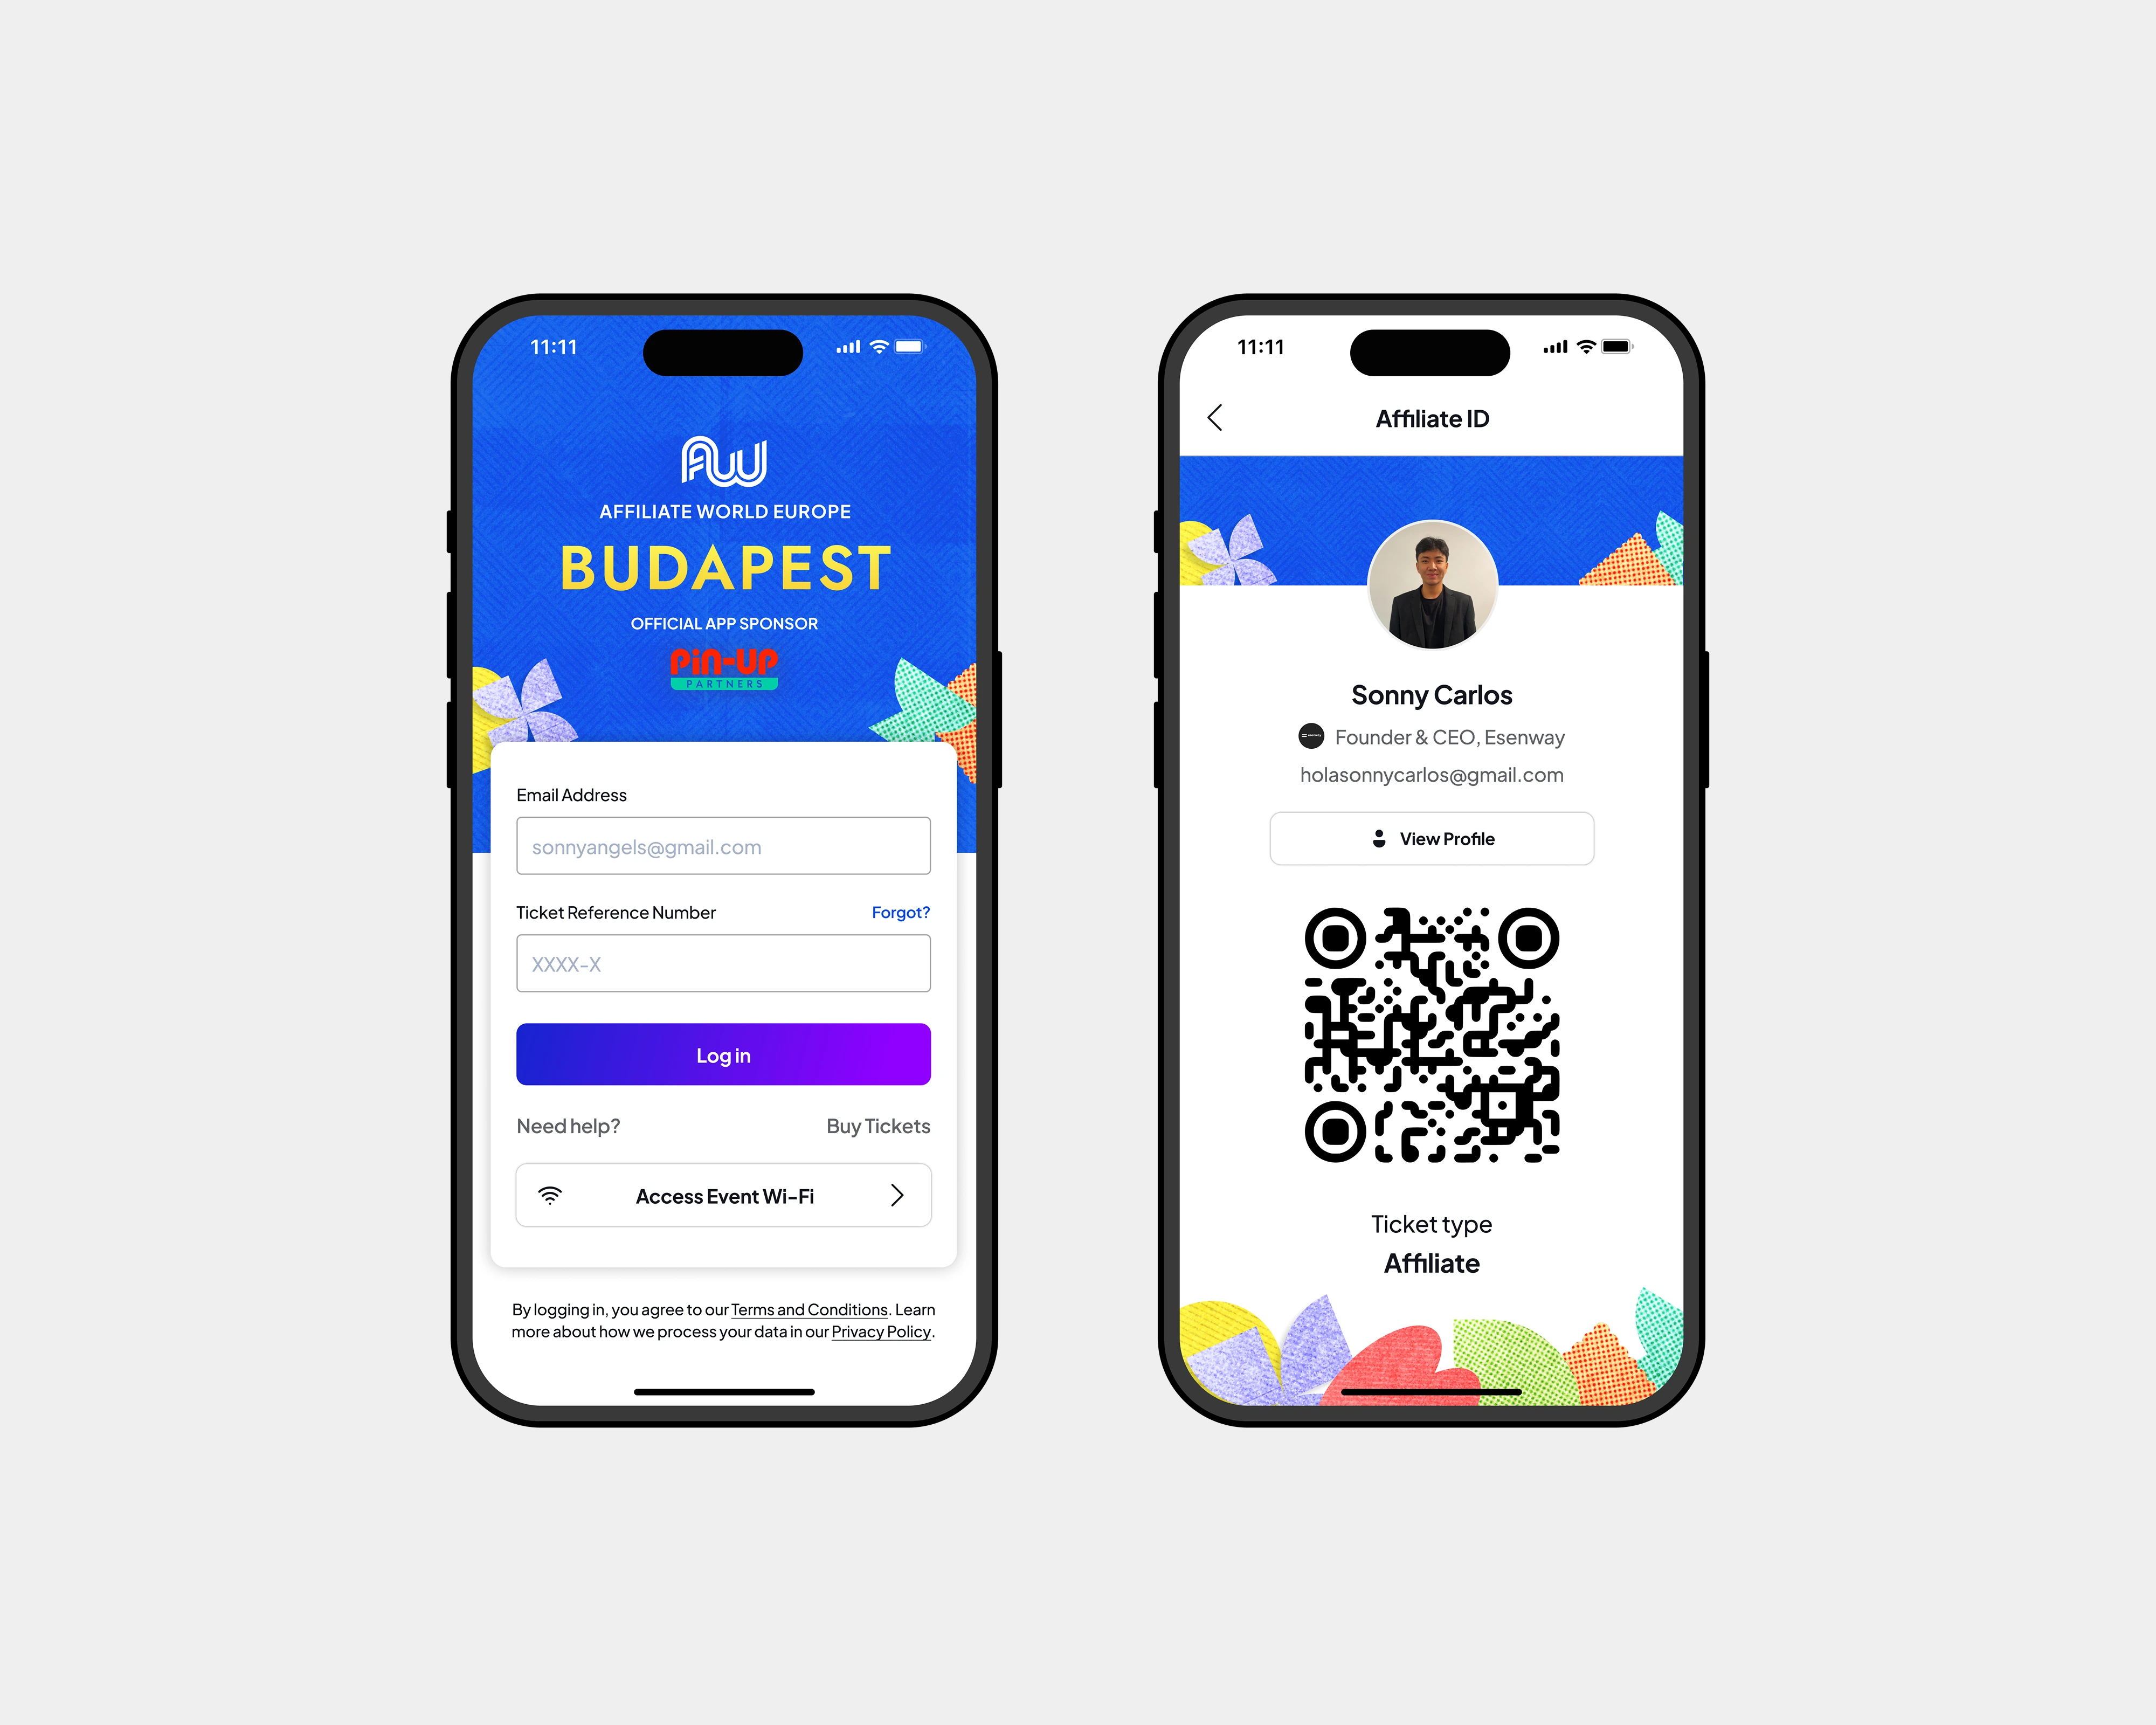 11:11
AW
AFFILIATE WORLD EUROPE
BUDAPEST
OFFICIAL APP SPONSOR
PiN-UP
PARTNERS
Email Address
sonnyangels@gmail.com
Ticket Reference Number Forgot?
XXXX-X
Log in
Need help? Buy Tickets
Access Event Wi-Fi
By logging in, you agree to our Terms and Conditions. Learn
more about how we process your data in our Privacy Policy.
11:11
Affiliate ID
Sonny Carlos
Founder & CEO, Esenway
holasonnycarlos@gmail.com
View Profile
Ticket type
Affiliate